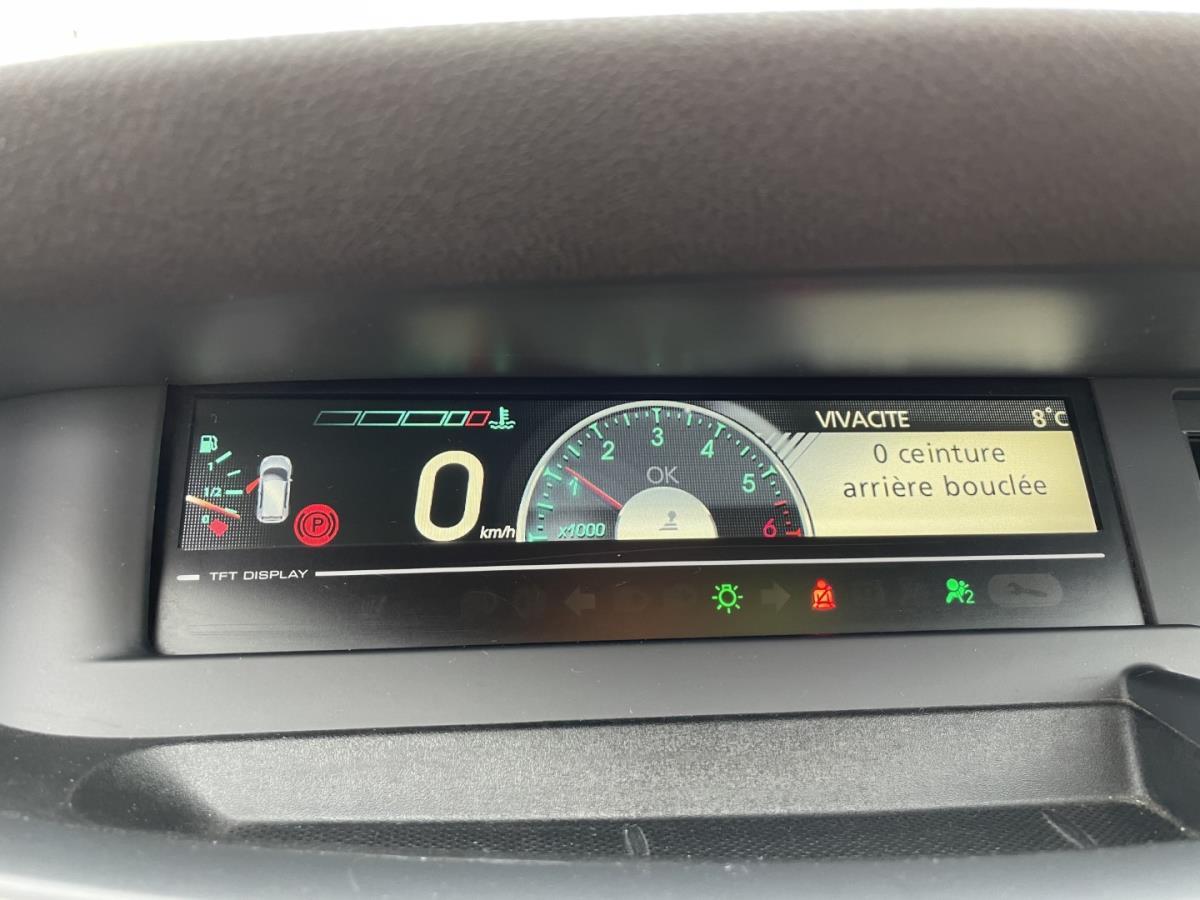 VIVACITE 8°C
0 ceinture
arrière bouclée
1/2
0
P
0 km/h
1 2 3 4 5 6
OK
x1000
TFT DISPLAY
2